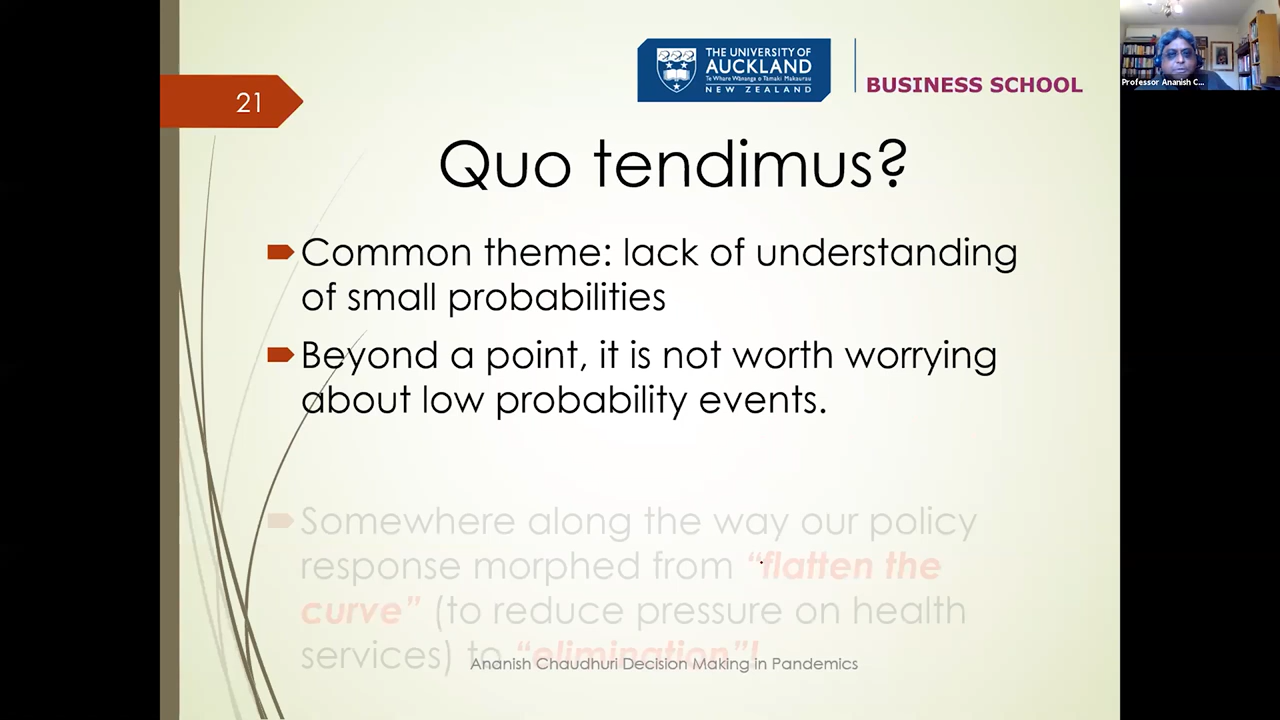 THE UNIVERSITY OF
AUCKLAND
Te Whare Wānanga o Tāmaki Makaurau
NEW ZEALAND
BUSINESS SCHOOL
Professor Ananish C...
21
Quo tendimus?
Common theme: lack of understanding
of small probabilities
Beyond a point, it is not worth worrying
about low probability events.
Somewhere along the way our policy
response morphed from “flatten the
curve” (to reduce pressure on health
services) to “elimination”!
Ananish Chaudhuri Decision Making in Pandemics